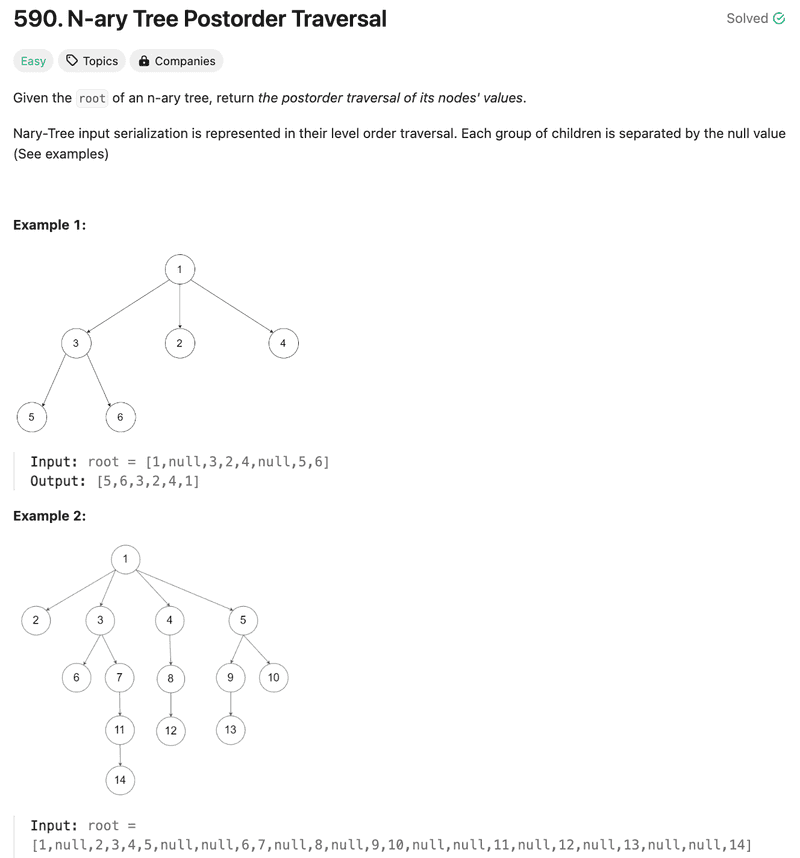 590. N-ary Tree Postorder Traversal
Solved
Easy
Topics
Companies
Given the root of an n-ary tree, return the postorder traversal of its nodes' values.
Nary-Tree input serialization is represented in their level order traversal. Each group of children is separated by the null value
(See examples)
Example 1:
1
3 2 4
5 6
Input: root = [1,null,3,2,4,null,5,6]
Output: [5,6,3,2,4,1]
Example 2:
1
2 3 4 5
6 7 8 9 10
11 12 13
14
Input: root =
[1,null,2,3,4,5,null,null,6,7,null,8,null,9,10,null,null,11,null,12,null,13,null,null,14]